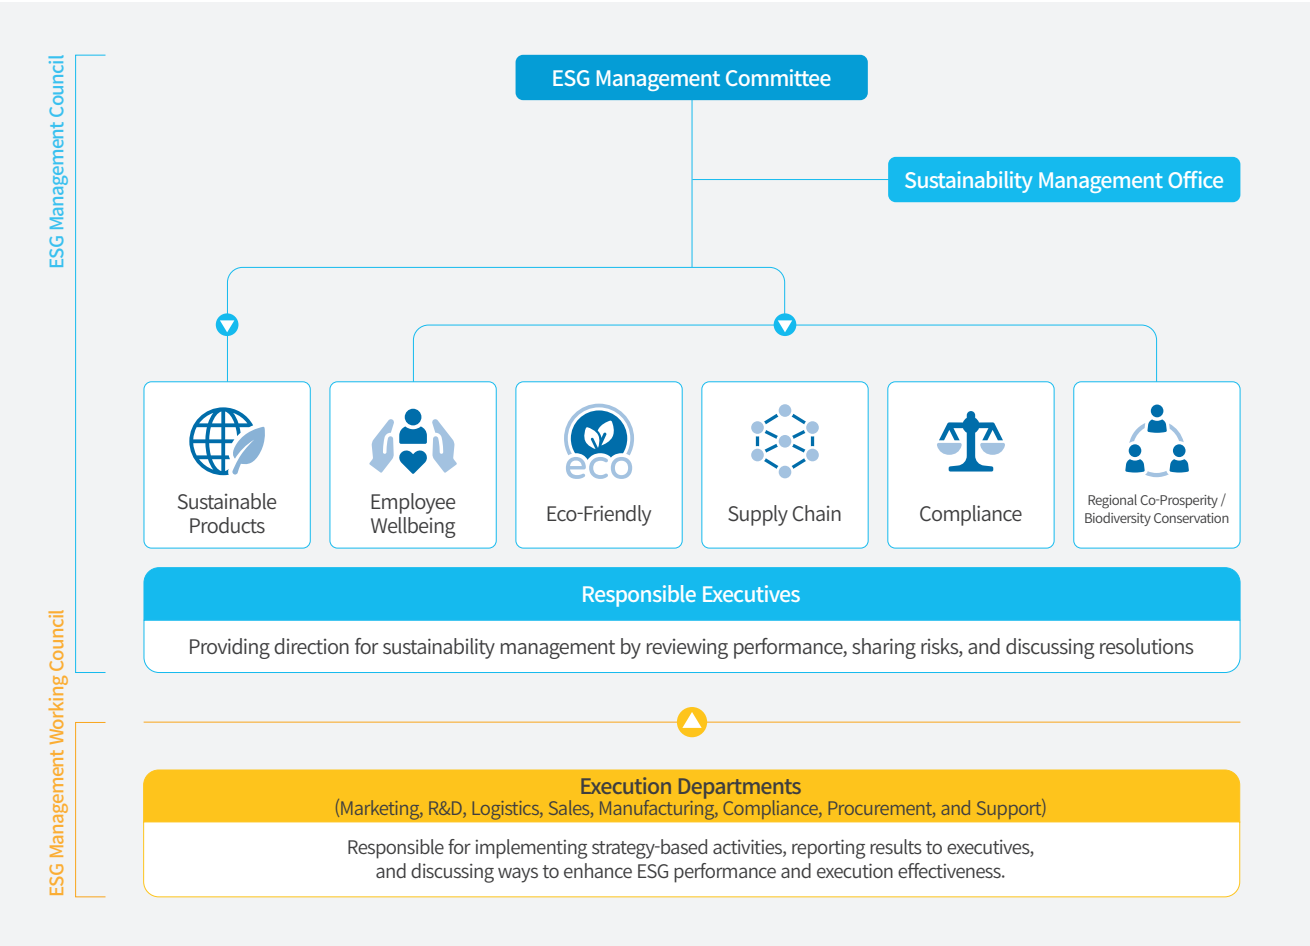 ESG Management Council
ESG Management Committee
Sustainability Management Office
Sustainable
Products
Employee
Wellbeing
eco
Eco-Friendly
Supply Chain
Compliance
Regional Co-Prosperity /
Biodiversity Conservation
Responsible Executives
Providing direction for sustainability management by reviewing performance, sharing risks, and discussing resolutions
ESG Management Working Council
Execution Departments
(Marketing, R&D, Logistics, Sales, Manufacturing, Compliance, Procurement, and Support)
Responsible for implementing strategy-based activities, reporting results to executives,
and discussing ways to enhance ESG performance and execution effectiveness.